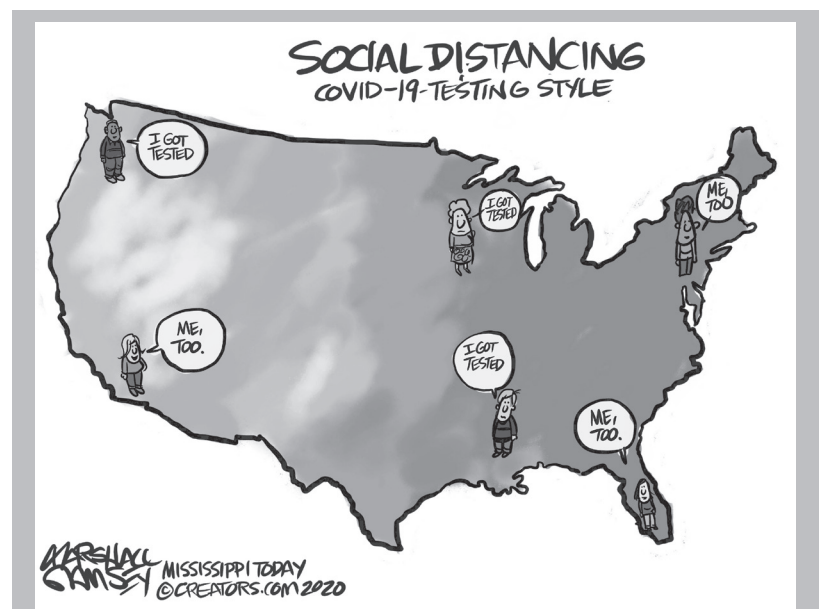 SOCIAL DISTANCING
COVID-19-TESTING STYLE
I GOT
TESTED
I GOT
TESTED
ME,
TOO
ME,
TOO.
I GOT
TESTED
ME,
TOO.
MARSHALL
RAMSEY
MISSISSIPPI TODAY
©CREATORS.COM 2020